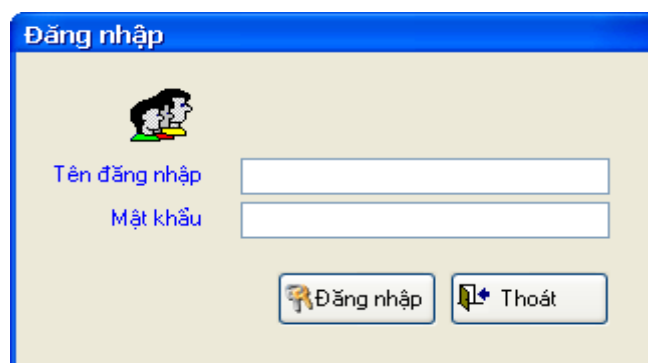 Đăng nhập
Tên đăng nhập
Mật khẩu
Đăng nhập Thoát